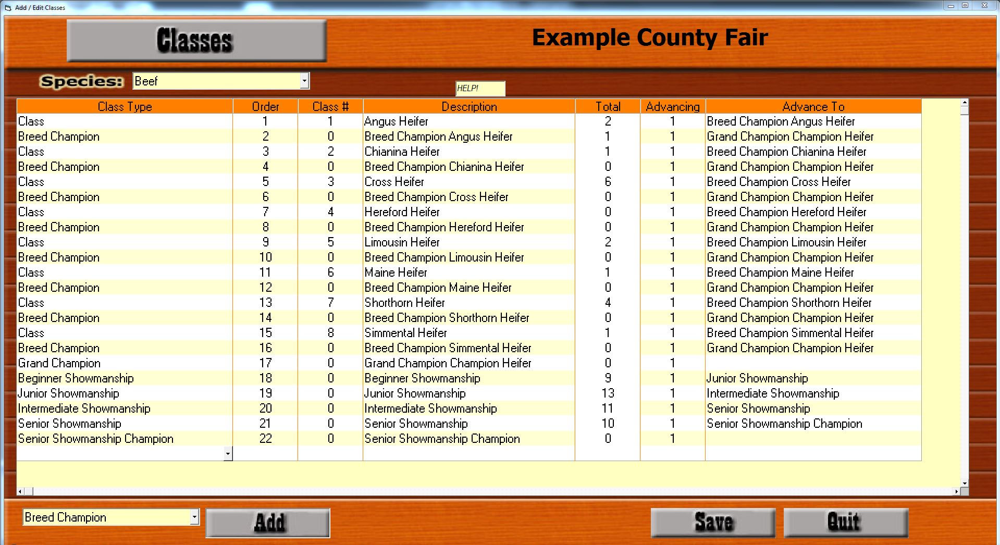 Add / Edit Classes
Classes
Example County Fair
Species: Beef
HELP!
Class Type Order Class # Description Total Advancing Advance To
Class 1 1 Angus Heifer 2 1 Breed Champion Angus Heifer
Breed Champion 2 0 Breed Champion Angus Heifer 1 1 Grand Champion Champion Heifer
Class 3 2 Chianina Heifer 1 1 Breed Champion Chianina Heifer
Breed Champion 4 0 Breed Champion Chianina Heifer 0 1 Grand Champion Champion Heifer
Class 5 3 Cross Heifer 6 1 Breed Champion Cross Heifer
Breed Champion 6 0 Breed Champion Cross Heifer 0 1 Grand Champion Champion Heifer
Class 7 4 Hereford Heifer 0 1 Breed Champion Hereford Heifer
Breed Champion 8 0 Breed Champion Hereford Heifer 0 1 Grand Champion Champion Heifer
Class 9 5 Limousin Heifer 2 1 Breed Champion Limousin Heifer
Breed Champion 10 0 Breed Champion Limousin Heifer 0 1 Grand Champion Champion Heifer
Class 11 6 Maine Heifer 1 1 Breed Champion Maine Heifer
Breed Champion 12 0 Breed Champion Maine Heifer 0 1 Grand Champion Champion Heifer
Class 13 7 Shorthorn Heifer 4 1 Breed Champion Shorthorn Heifer
Breed Champion 14 0 Breed Champion Shorthorn Heifer 0 1 Grand Champion Champion Heifer
Class 15 8 Simmental Heifer 1 1 Breed Champion Simmental Heifer
Breed Champion 16 0 Breed Champion Simmental Heifer 0 1 Grand Champion Champion Heifer
Grand Champion 17 0 Grand Champion Champion Heifer 0 1
Beginner Showmanship 18 0 Beginner Showmanship 9 1 Junior Showmanship
Junior Showmanship 19 0 Junior Showmanship 13 1 Intermediate Showmanship
Intermediate Showmanship 20 0 Intermediate Showmanship 11 1 Senior Showmanship
Senior Showmanship 21 0 Senior Showmanship 10 1 Senior Showmanship Champion
Senior Showmanship Champion 22 0 Senior Showmanship Champion 0 1
Breed Champion Add Save Quit